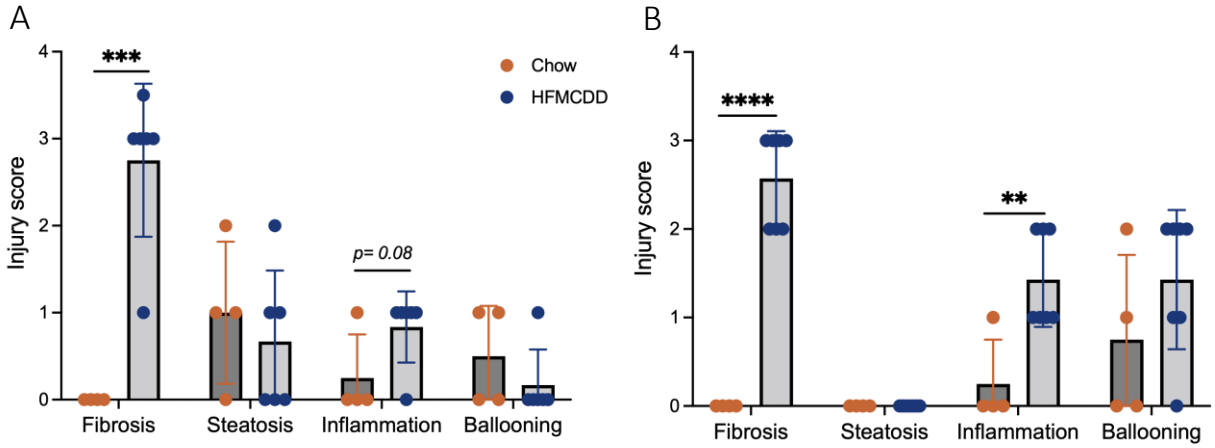 A
Injury score
4
3
2
1
0
***
p= 0.08
Chow
HFMCDD
Fibrosis
Steatosis
Inflammation
Ballooning
B
Injury score
4
3
2
1
0
****
**
Fibrosis
Steatosis
Inflammation
Ballooning